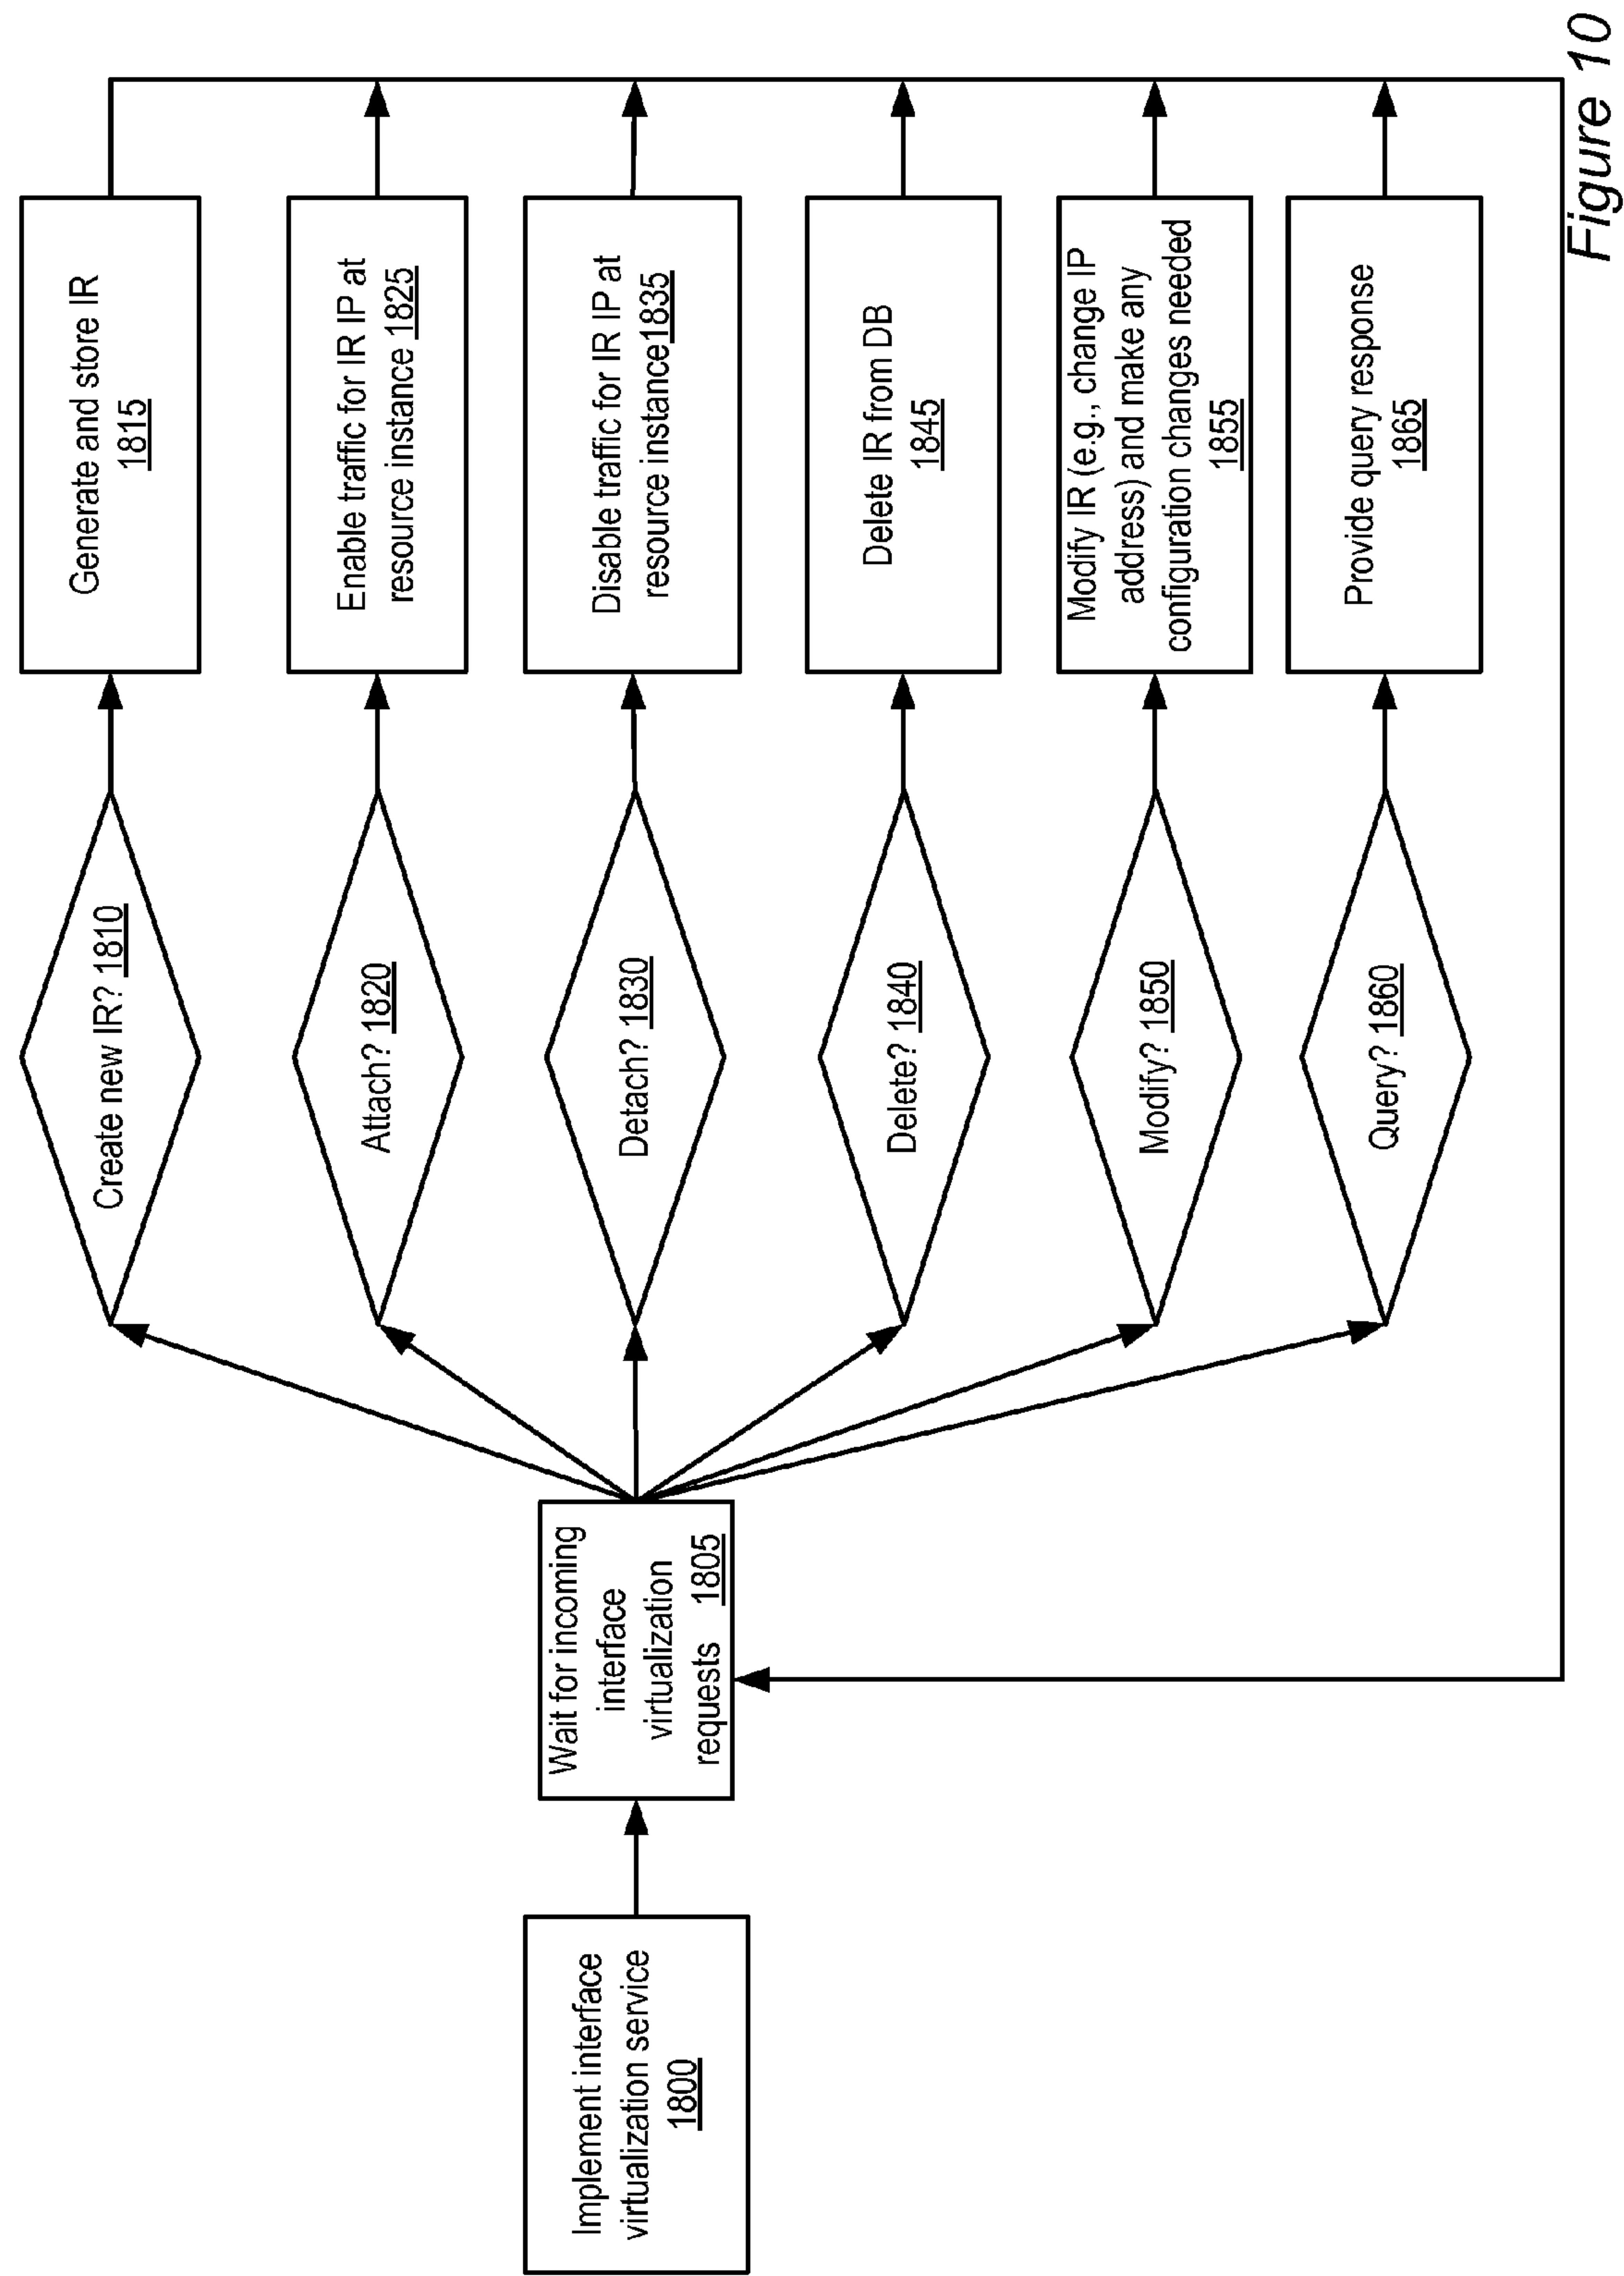 Implement interface
virtualization service
1800
Wait for incoming
interface
virtualization
requests 1805
Create new IR? 1810
Generate and store IR
1815
Attach? 1820
Enable traffic for IR IP at
resource instance 1825
Detach? 1830
Disable traffic for IR IP at
resource instance1835
Delete? 1840
Delete IR from DB
1845
Modify? 1850
Modify IR (e.g., change IP
address) and make any
configuration changes needed
1855
Query? 1860
Provide query response
1865
Figure 10